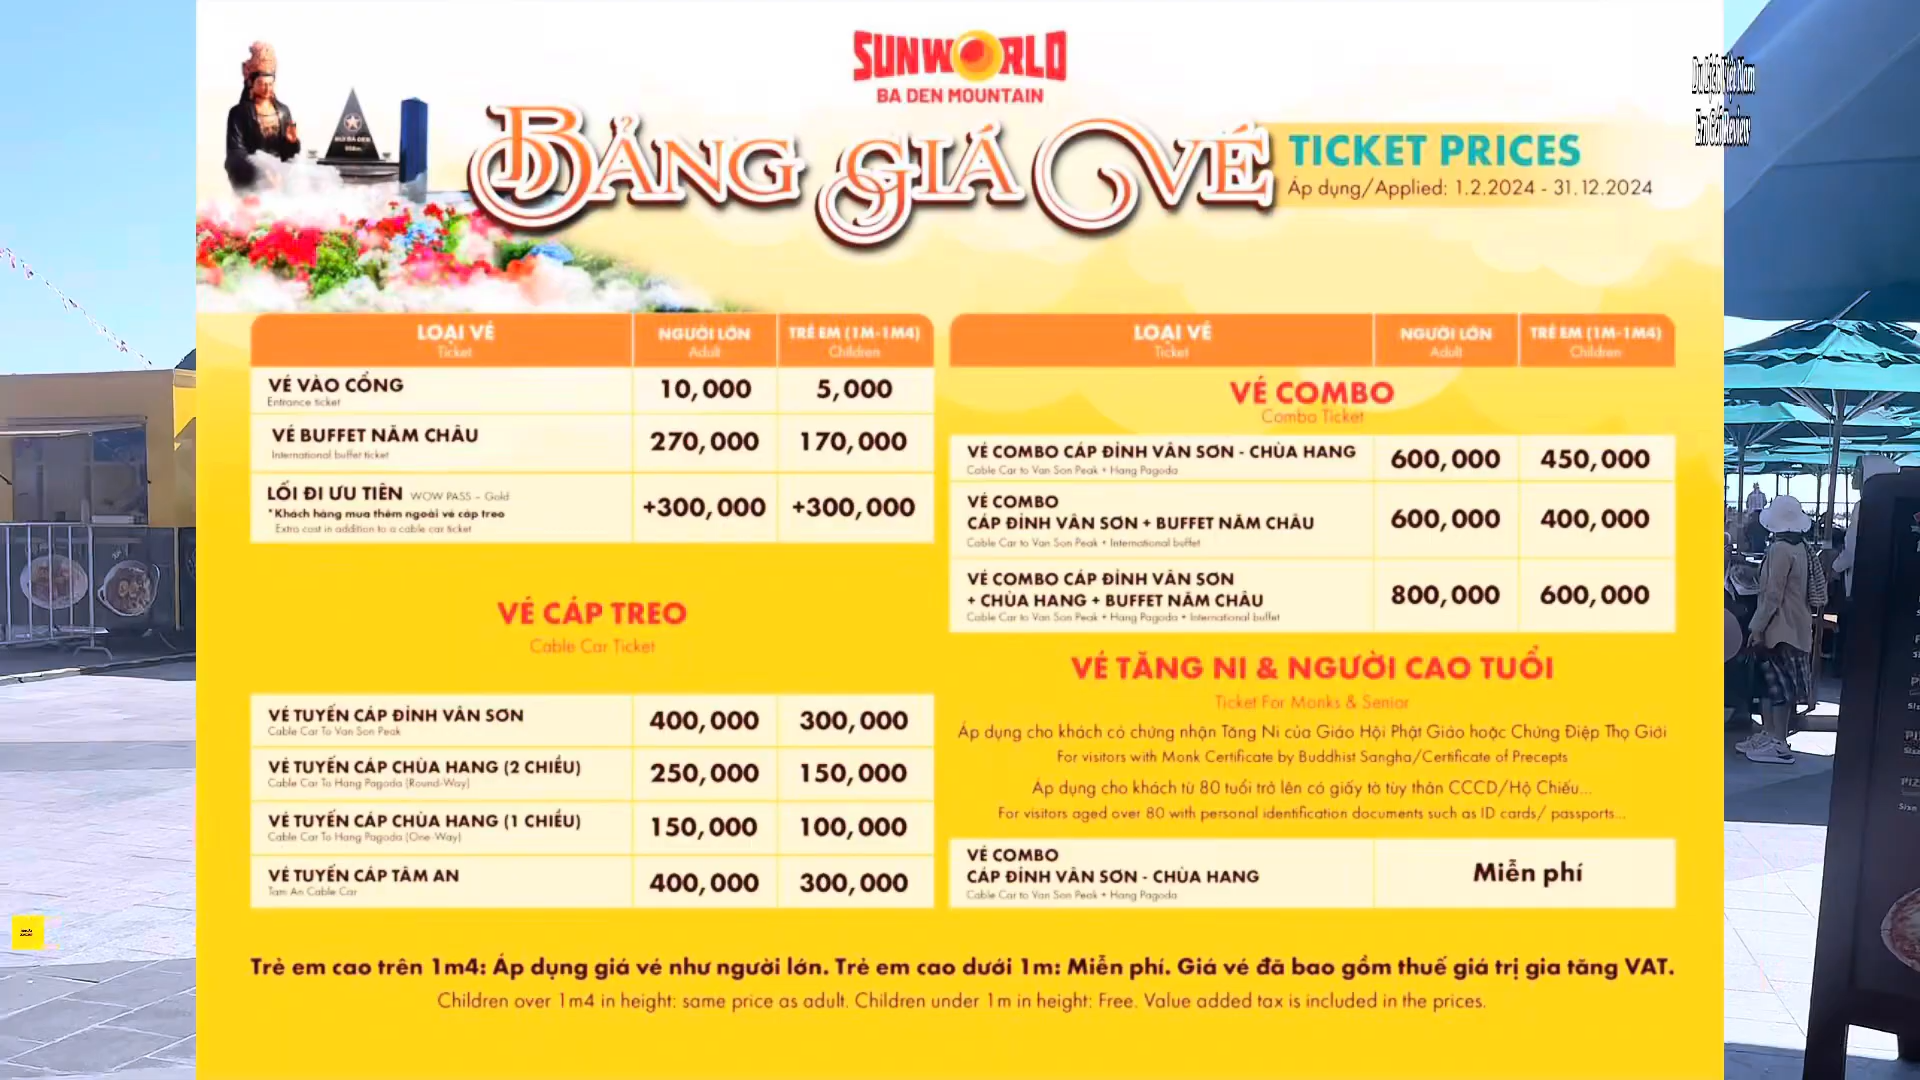 SUNWORLD
BA DEN MOUNTAIN
BẢNG GIÁ VÉ
TICKET PRICES
Áp dụng/Applied: 1.2.2024 - 31.12.2024
Du Lịch Việt Nam
Em Gái Review
LOẠI VÉ
Ticket
NGƯỜI LỚN
Adult
TRẺ EM (1M-1M4)
Children
VÉ VÀO CỔNG
Entrance ticket
10,000
5,000
VÉ BUFFET NĂM CHÂU
International buffet ticket
270,000
170,000
LỐI ĐI ƯU TIÊN WOW PASS – Gold
*Khách hàng mua thêm ngoài vé cáp treo
Extra cost in addition to a cable car ticket
+300,000
+300,000
VÉ CÁP TREO
Cable Car Ticket
VÉ TUYẾN CÁP ĐỈNH VÂN SƠN
Cable Car To Van Son Peak
400,000
300,000
VÉ TUYẾN CÁP CHÙA HANG (2 CHIỀU)
Cable Car To Hang Pagoda (Round-Way)
250,000
150,000
VÉ TUYẾN CÁP CHÙA HANG (1 CHIỀU)
Cable Car To Hang Pagoda (One-Way)
150,000
100,000
VÉ TUYẾN CÁP TÂM AN
Tam An Cable Car
400,000
300,000
LOẠI VÉ
Ticket
NGƯỜI LỚN
Adult
TRẺ EM (1M-1M4)
Children
VÉ COMBO
Combo Ticket
VÉ COMBO CÁP ĐỈNH VÂN SƠN - CHÙA HANG
Cable Car to Van Son Peak + Hang Pagoda
600,000
450,000
VÉ COMBO
CÁP ĐỈNH VÂN SƠN + BUFFET NĂM CHÂU
Cable Car to Van Son Peak + International buffet
600,000
400,000
VÉ COMBO CÁP ĐỈNH VÂN SƠN
+ CHÙA HANG + BUFFET NĂM CHÂU
Cable Car to Van Son Peak + Hang Pagoda + International buffet
800,000
600,000
VÉ TĂNG NI & NGƯỜI CAO TUỔI
Ticket For Monks & Senior
Áp dụng cho khách có chứng nhận Tăng Ni của Giáo Hội Phật Giáo hoặc Chứng Điệp Thọ Giới
For visitors with Monk Certificate by Buddhist Sangha/Certificate of Precepts
Áp dụng cho khách từ 80 tuổi trở lên có giấy tờ tùy thân CCCD/Hộ Chiếu...
For visitors aged over 80 with personal identification documents such as ID cards/ passports...
VÉ COMBO
CÁP ĐỈNH VÂN SƠN - CHÙA HANG
Cable Car to Van Son Peak + Hang Pagoda
Miễn phí
Trẻ em cao trên 1m4: Áp dụng giá vé như người lớn. Trẻ em cao dưới 1m: Miễn phí. Giá vé đã bao gồm thuế giá trị gia tăng VAT.
Children over 1m4 in height: same price as adult. Children under 1m in height: Free. Value added tax is included in the prices.